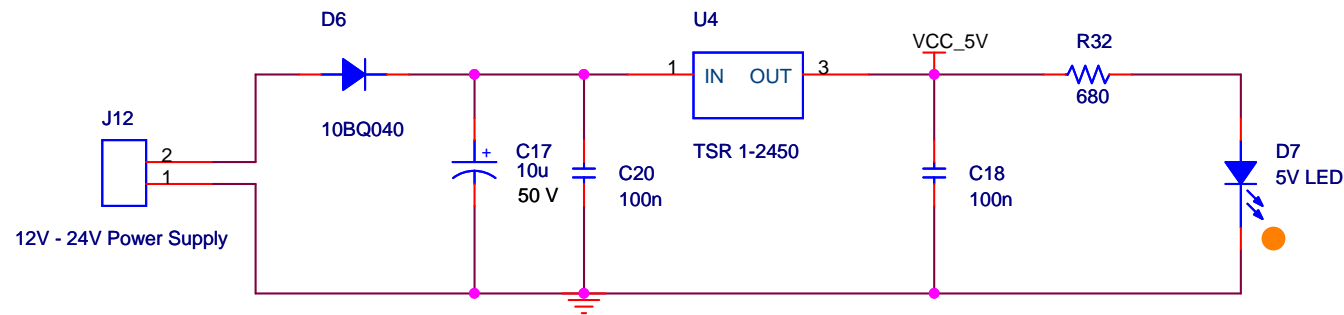 D6
U4
VCC_5V
R32
1
IN
OUT
3
680
J12
10BQ040
2
1
+
C17
10u
50 V
C20
100n
TSR 1-2450
C18
100n
D7
5V LED
12V - 24V Power Supply